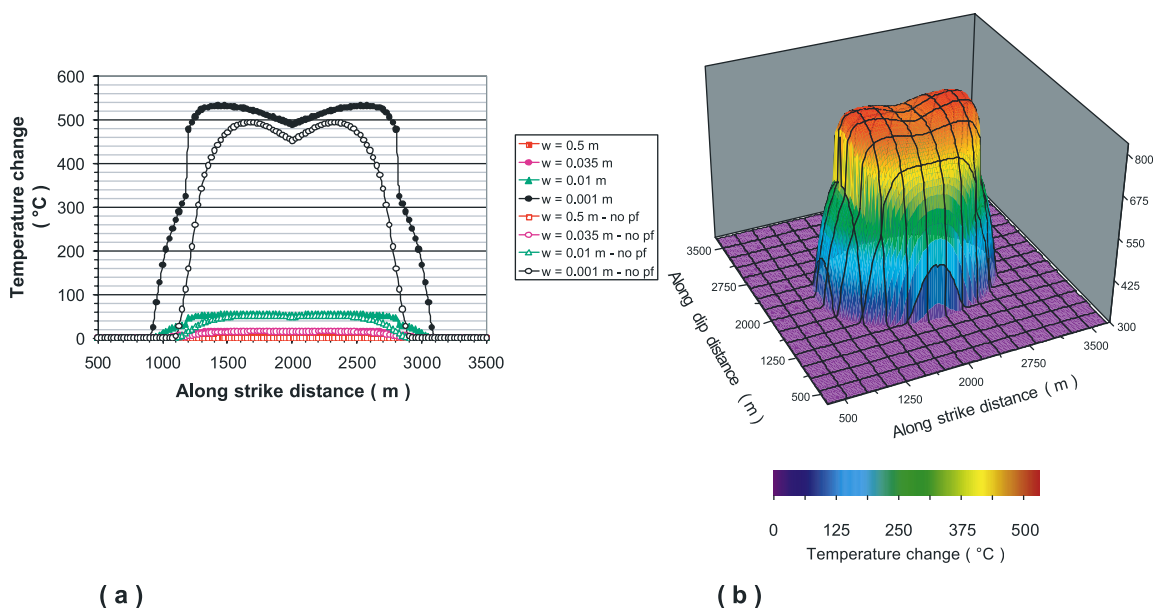 600
500
400
300
200
100
0
Temperature change
( °C )
500 1000 1500 2000 2500 3000 3500
Along strike distance ( m )
w = 0.5 m
w = 0.035 m
w = 0.01 m
w = 0.001 m
w = 0.5 m - no pf
w = 0.035 m - no pf
w = 0.01 m - no pf
w = 0.001 m - no pf
( a )
800
675
550
425
300
3500
2750
2000
1250
500
Along dip distance ( m )
500 1250 2000 2750 3500
Along strike distance ( m )
0 125 250 375 500
Temperature change ( °C )
( b )